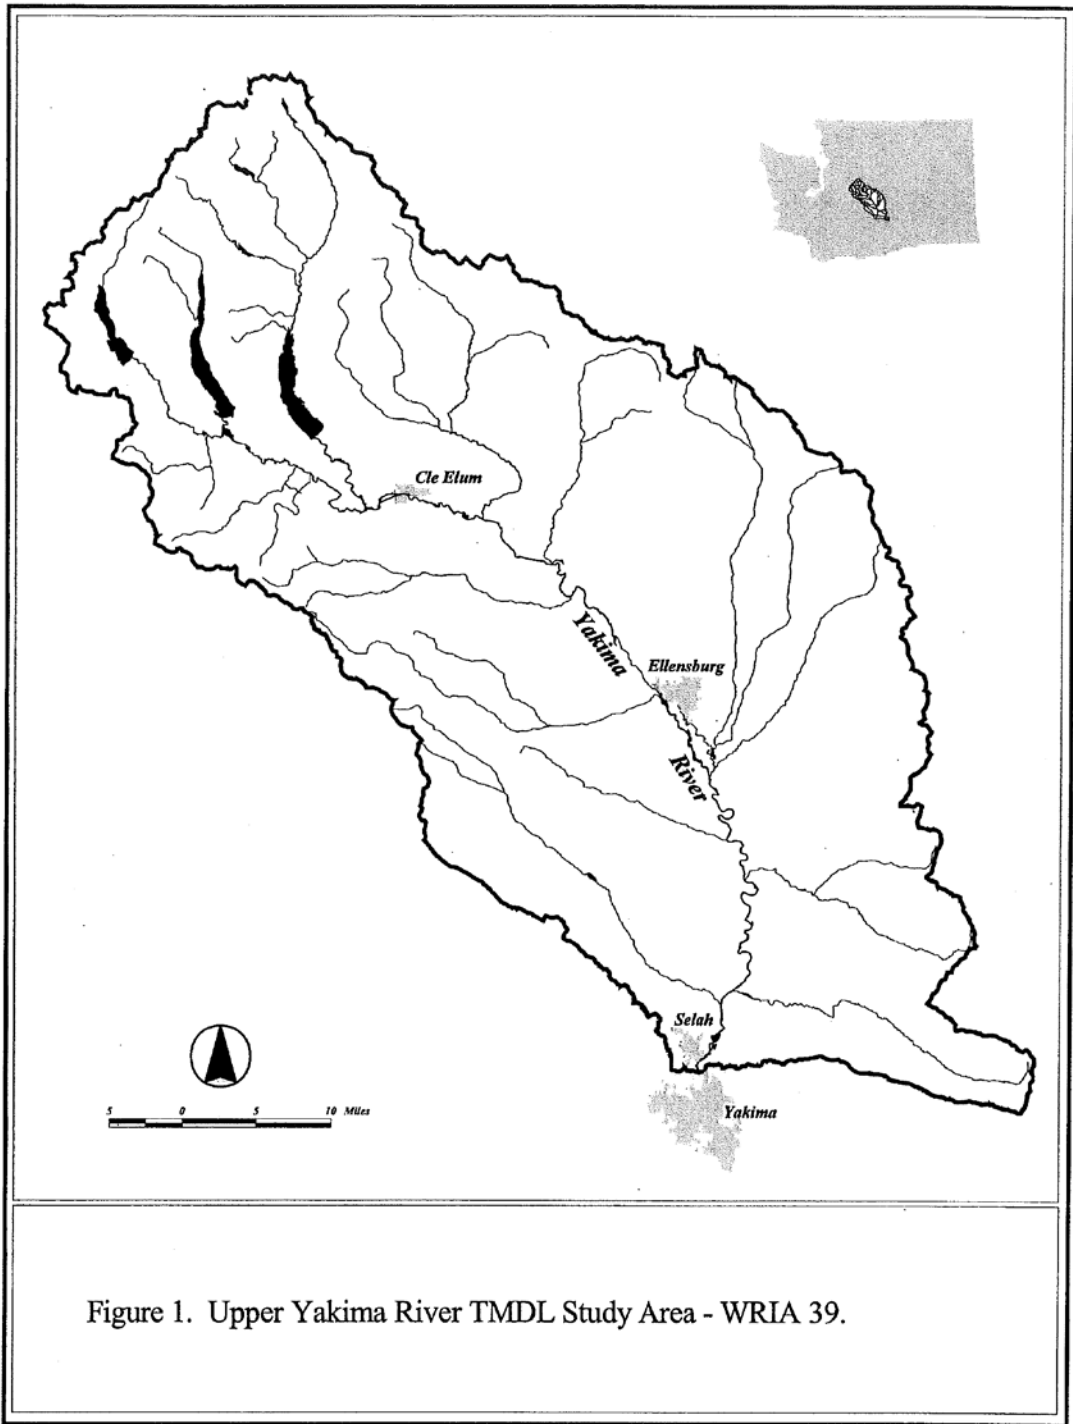 Cle Elum
Yakima
Ellensburg
River
Selah
5 0 5 10 Miles
Yakima
Figure 1. Upper Yakima River TMDL Study Area - WRIA 39.